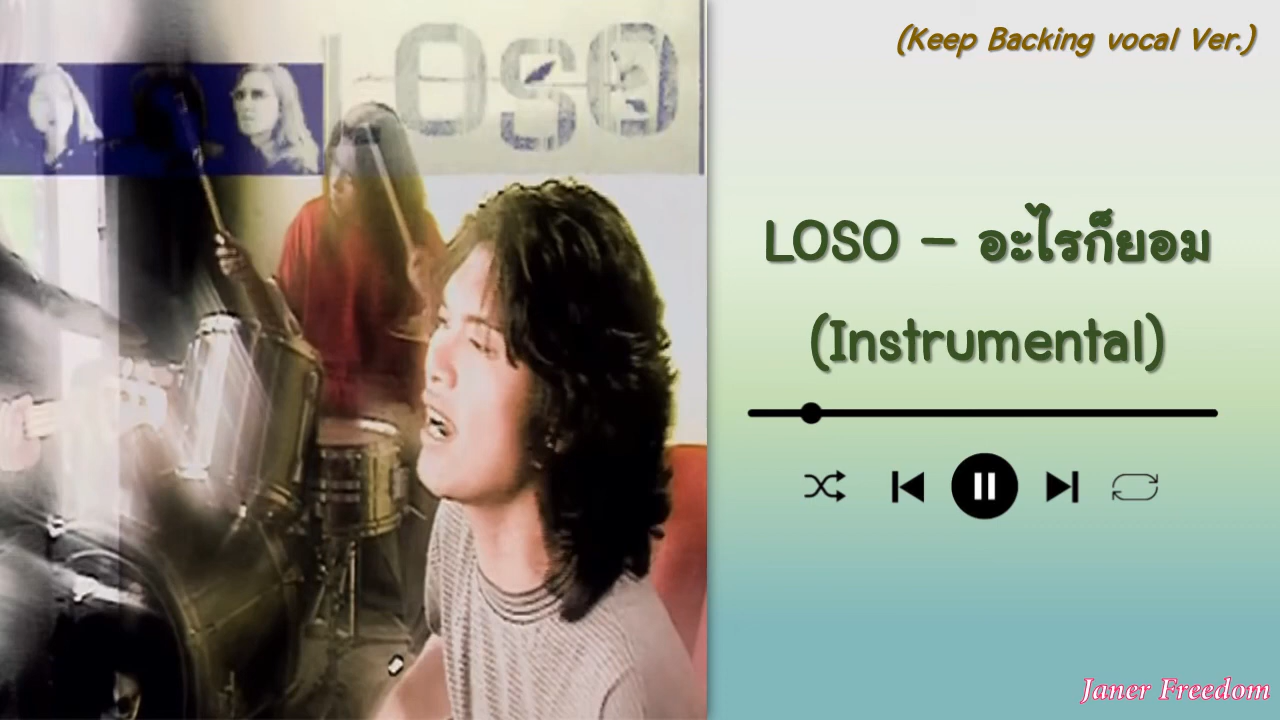 LOSO
(Keep Backing vocal Ver.)
LOSO - อะไรก็ยอม
(Instrumental)
Janer Freedom